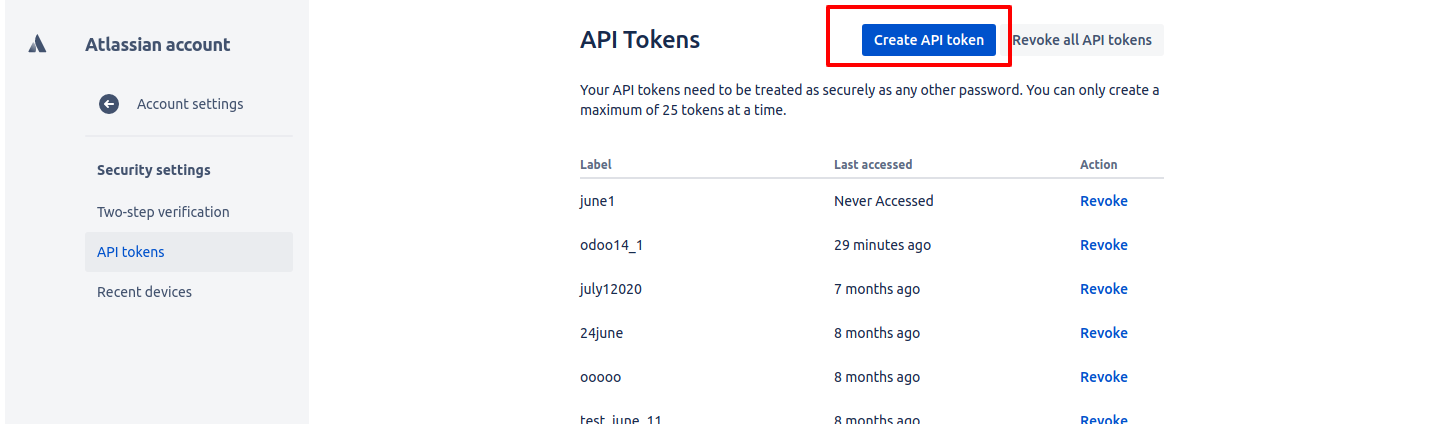 Atlassian account
Account settings
Security settings
Two-step verification
API tokens
Recent devices
API Tokens
Create API token
Revoke all API tokens
Your API tokens need to be treated as securely as any other password. You can only create a
maximum of 25 tokens at a time.
Label Last accessed Action
june1 Never Accessed Revoke
odoo14_1 29 minutes ago Revoke
july12020 7 months ago Revoke
24june 8 months ago Revoke
ooooo 8 months ago Revoke
test_june_11 8 months ago Revoke